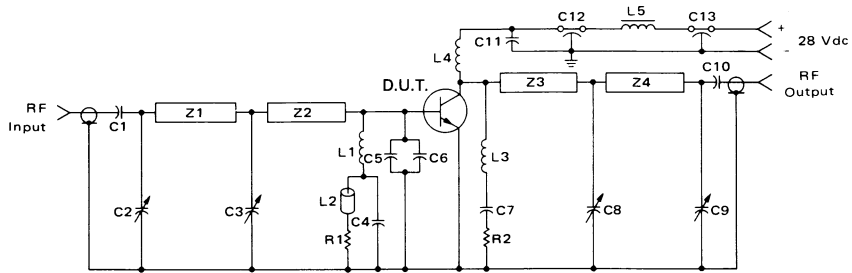 C12
L5
C13
+
28 Vdc
-
C11
L4
C10
D.U.T.
Z3
Z4
RF
Output
RF
Input
C1
Z1
Z2
L1
C5
C6
L3
L2
C2
C3
C4
C7
C8
C9
R1
R2